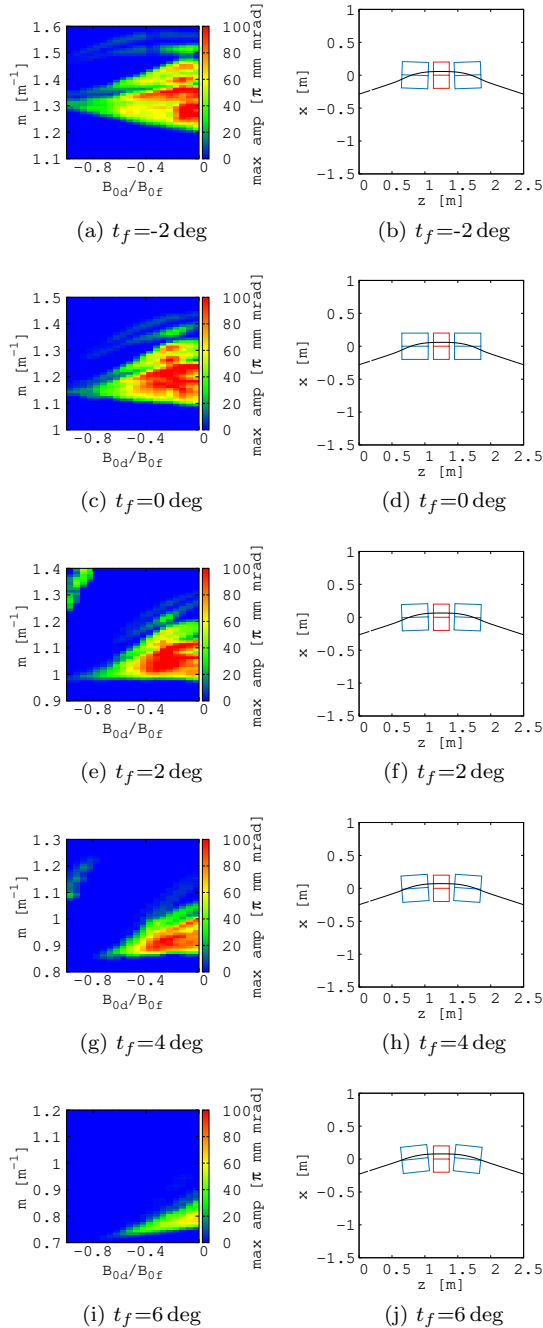 1.6
1.5
1.4
1.3
1.2
1.1
m [m⁻¹]
−0.8 −0.4 0
B₀d/B₀f
100
80
60
40
20
0
max amp [π mm mrad]
1
0.5
0
−0.5
−1
−1.5
x [m]
0 0.5 1 1.5 2 2.5
z [m]
(a) t_f=-2 deg (b) t_f=-2 deg
1.5
1.4
1.3
1.2
1.1
1
m [m⁻¹]
−0.8 −0.4 0
B₀d/B₀f
100
80
60
40
20
0
max amp [π mm mrad]
1
0.5
0
−0.5
−1
−1.5
x [m]
0 0.5 1 1.5 2 2.5
z [m]
(c) t_f=0 deg (d) t_f=0 deg
1.4
1.3
1.2
1.1
1
0.9
m [m⁻¹]
−0.8 −0.4 0
B₀d/B₀f
100
80
60
40
20
0
max amp [π mm mrad]
1
0.5
0
−0.5
−1
−1.5
x [m]
0 0.5 1 1.5 2 2.5
z [m]
(e) t_f=2 deg (f) t_f=2 deg
1.3
1.2
1.1
1
0.9
0.8
m [m⁻¹]
−0.8 −0.4 0
B₀d/B₀f
100
80
60
40
20
0
max amp [π mm mrad]
1
0.5
0
−0.5
−1
−1.5
x [m]
0 0.5 1 1.5 2 2.5
z [m]
(g) t_f=4 deg (h) t_f=4 deg
1.2
1.1
1
0.9
0.8
0.7
m [m⁻¹]
−0.8 −0.4 0
B₀d/B₀f
100
80
60
40
20
0
max amp [π mm mrad]
1
0.5
0
−0.5
−1
−1.5
x [m]
0 0.5 1 1.5 2 2.5
z [m]
(i) t_f=6 deg (j) t_f=6 deg